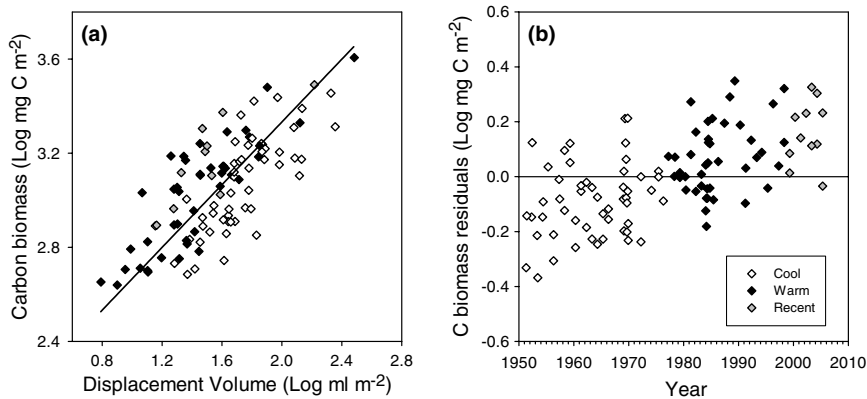 (a)
Carbon biomass (Log mg C m-2)
3.6
3.2
2.8
2.4
0.8 1.2 1.6 2.0 2.4 2.8
Displacement Volume (Log ml m-2)
(b)
C biomass residuals (Log mg C m-2)
0.6
0.4
0.2
0.0
-0.2
-0.4
-0.6
Cool
Warm
Recent
1950 1960 1970 1980 1990 2000 2010
Year